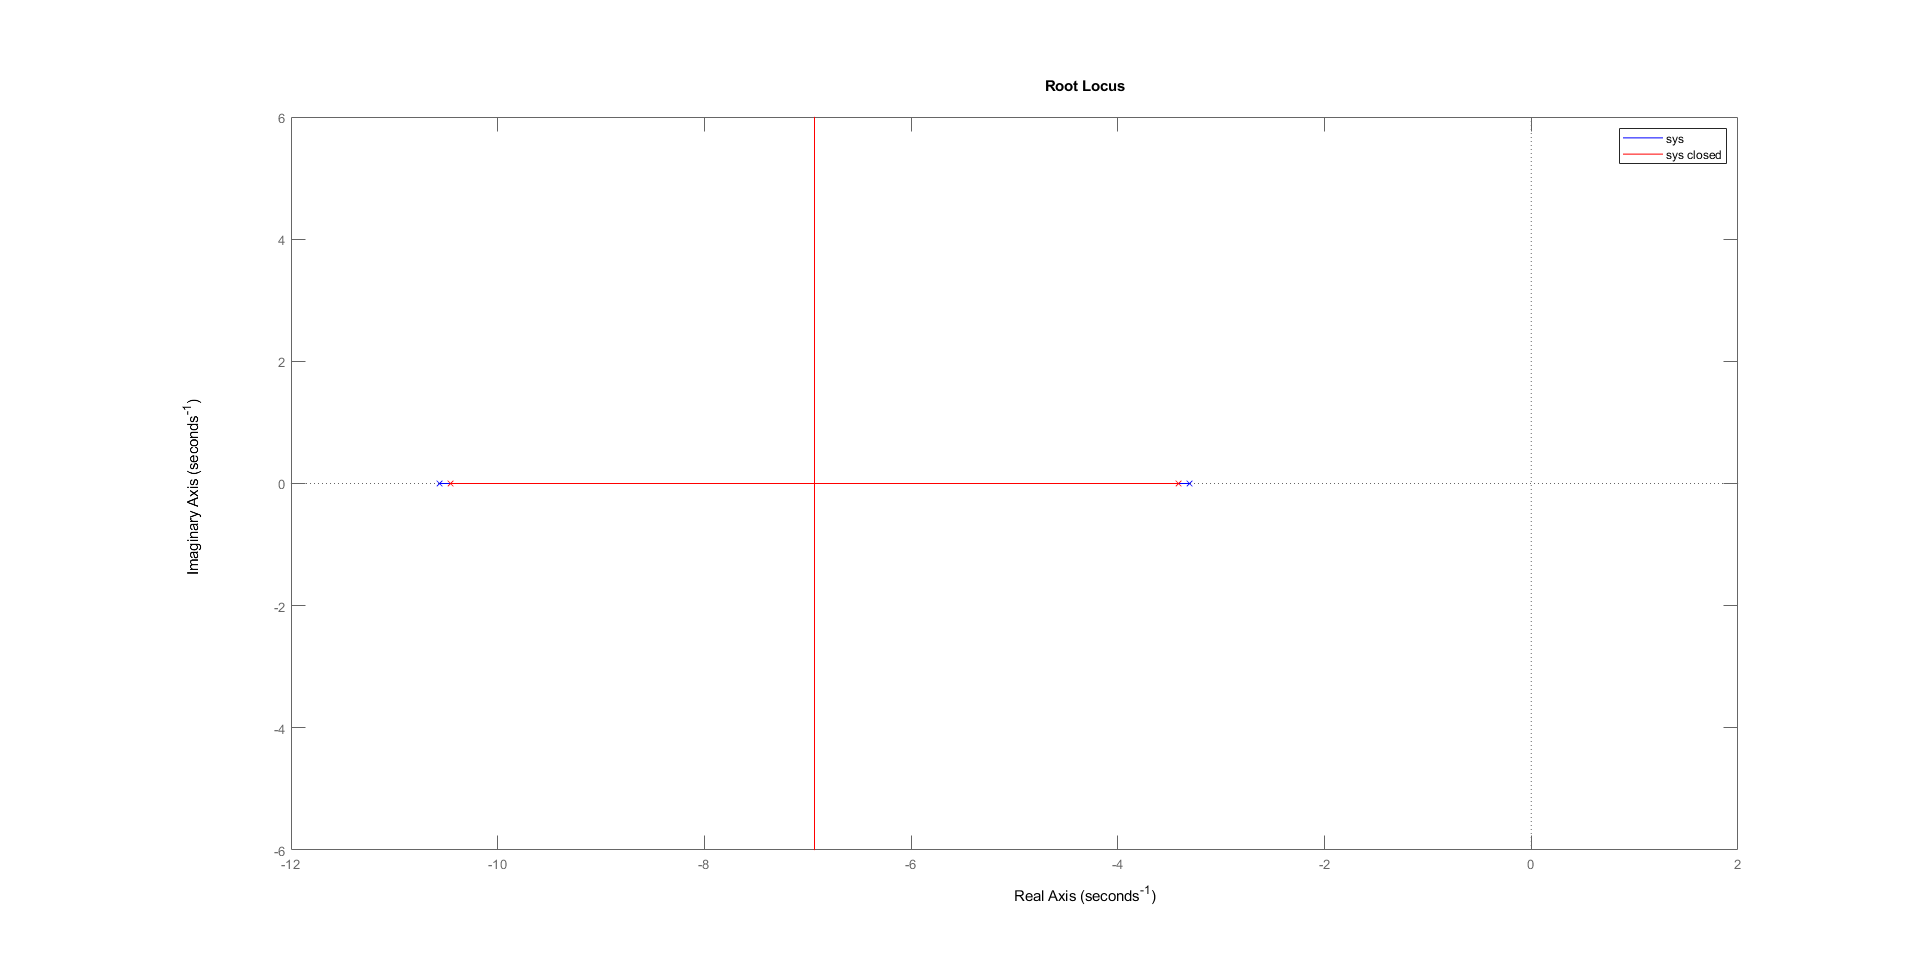 Root Locus
sys
sys closed
6
4
2
0
-2
-4
-6
Imaginary Axis (seconds⁻¹)
-12 -10 -8 -6 -4 -2 0 2
Real Axis (seconds⁻¹)